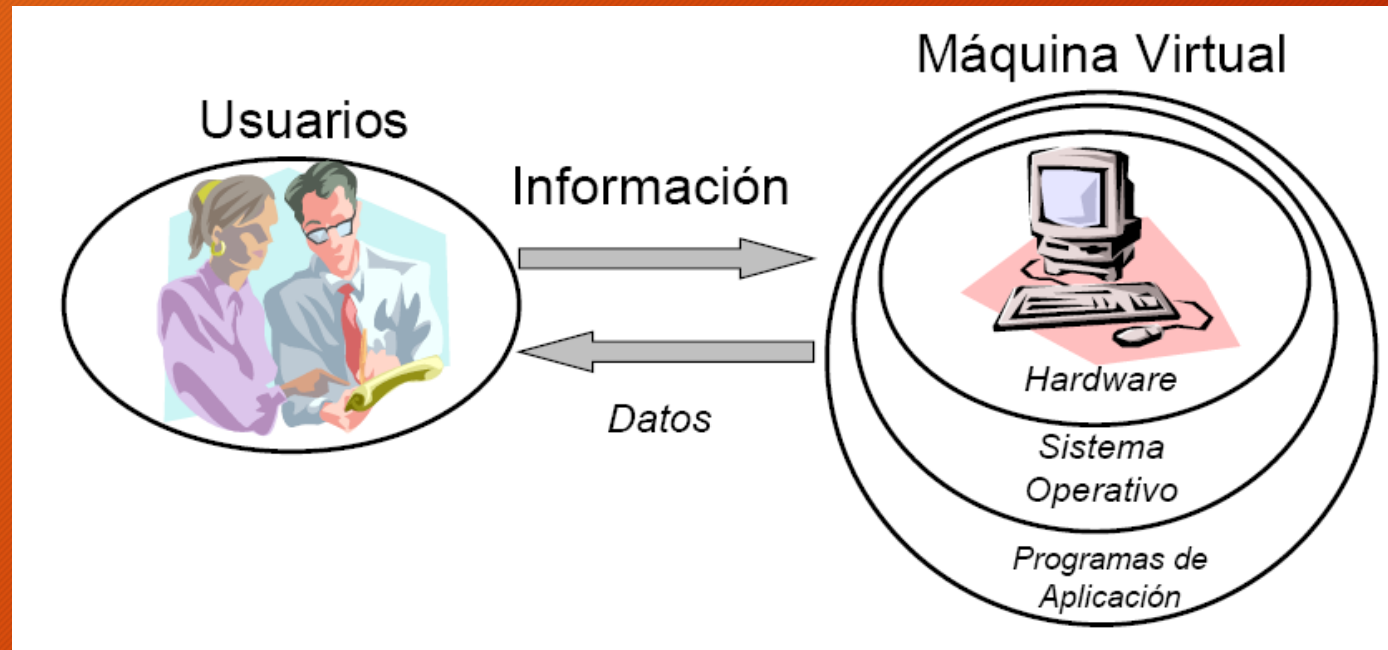 Máquina Virtual
Usuarios
Información
Datos
Hardware
Sistema
Operativo
Programas de
Aplicación